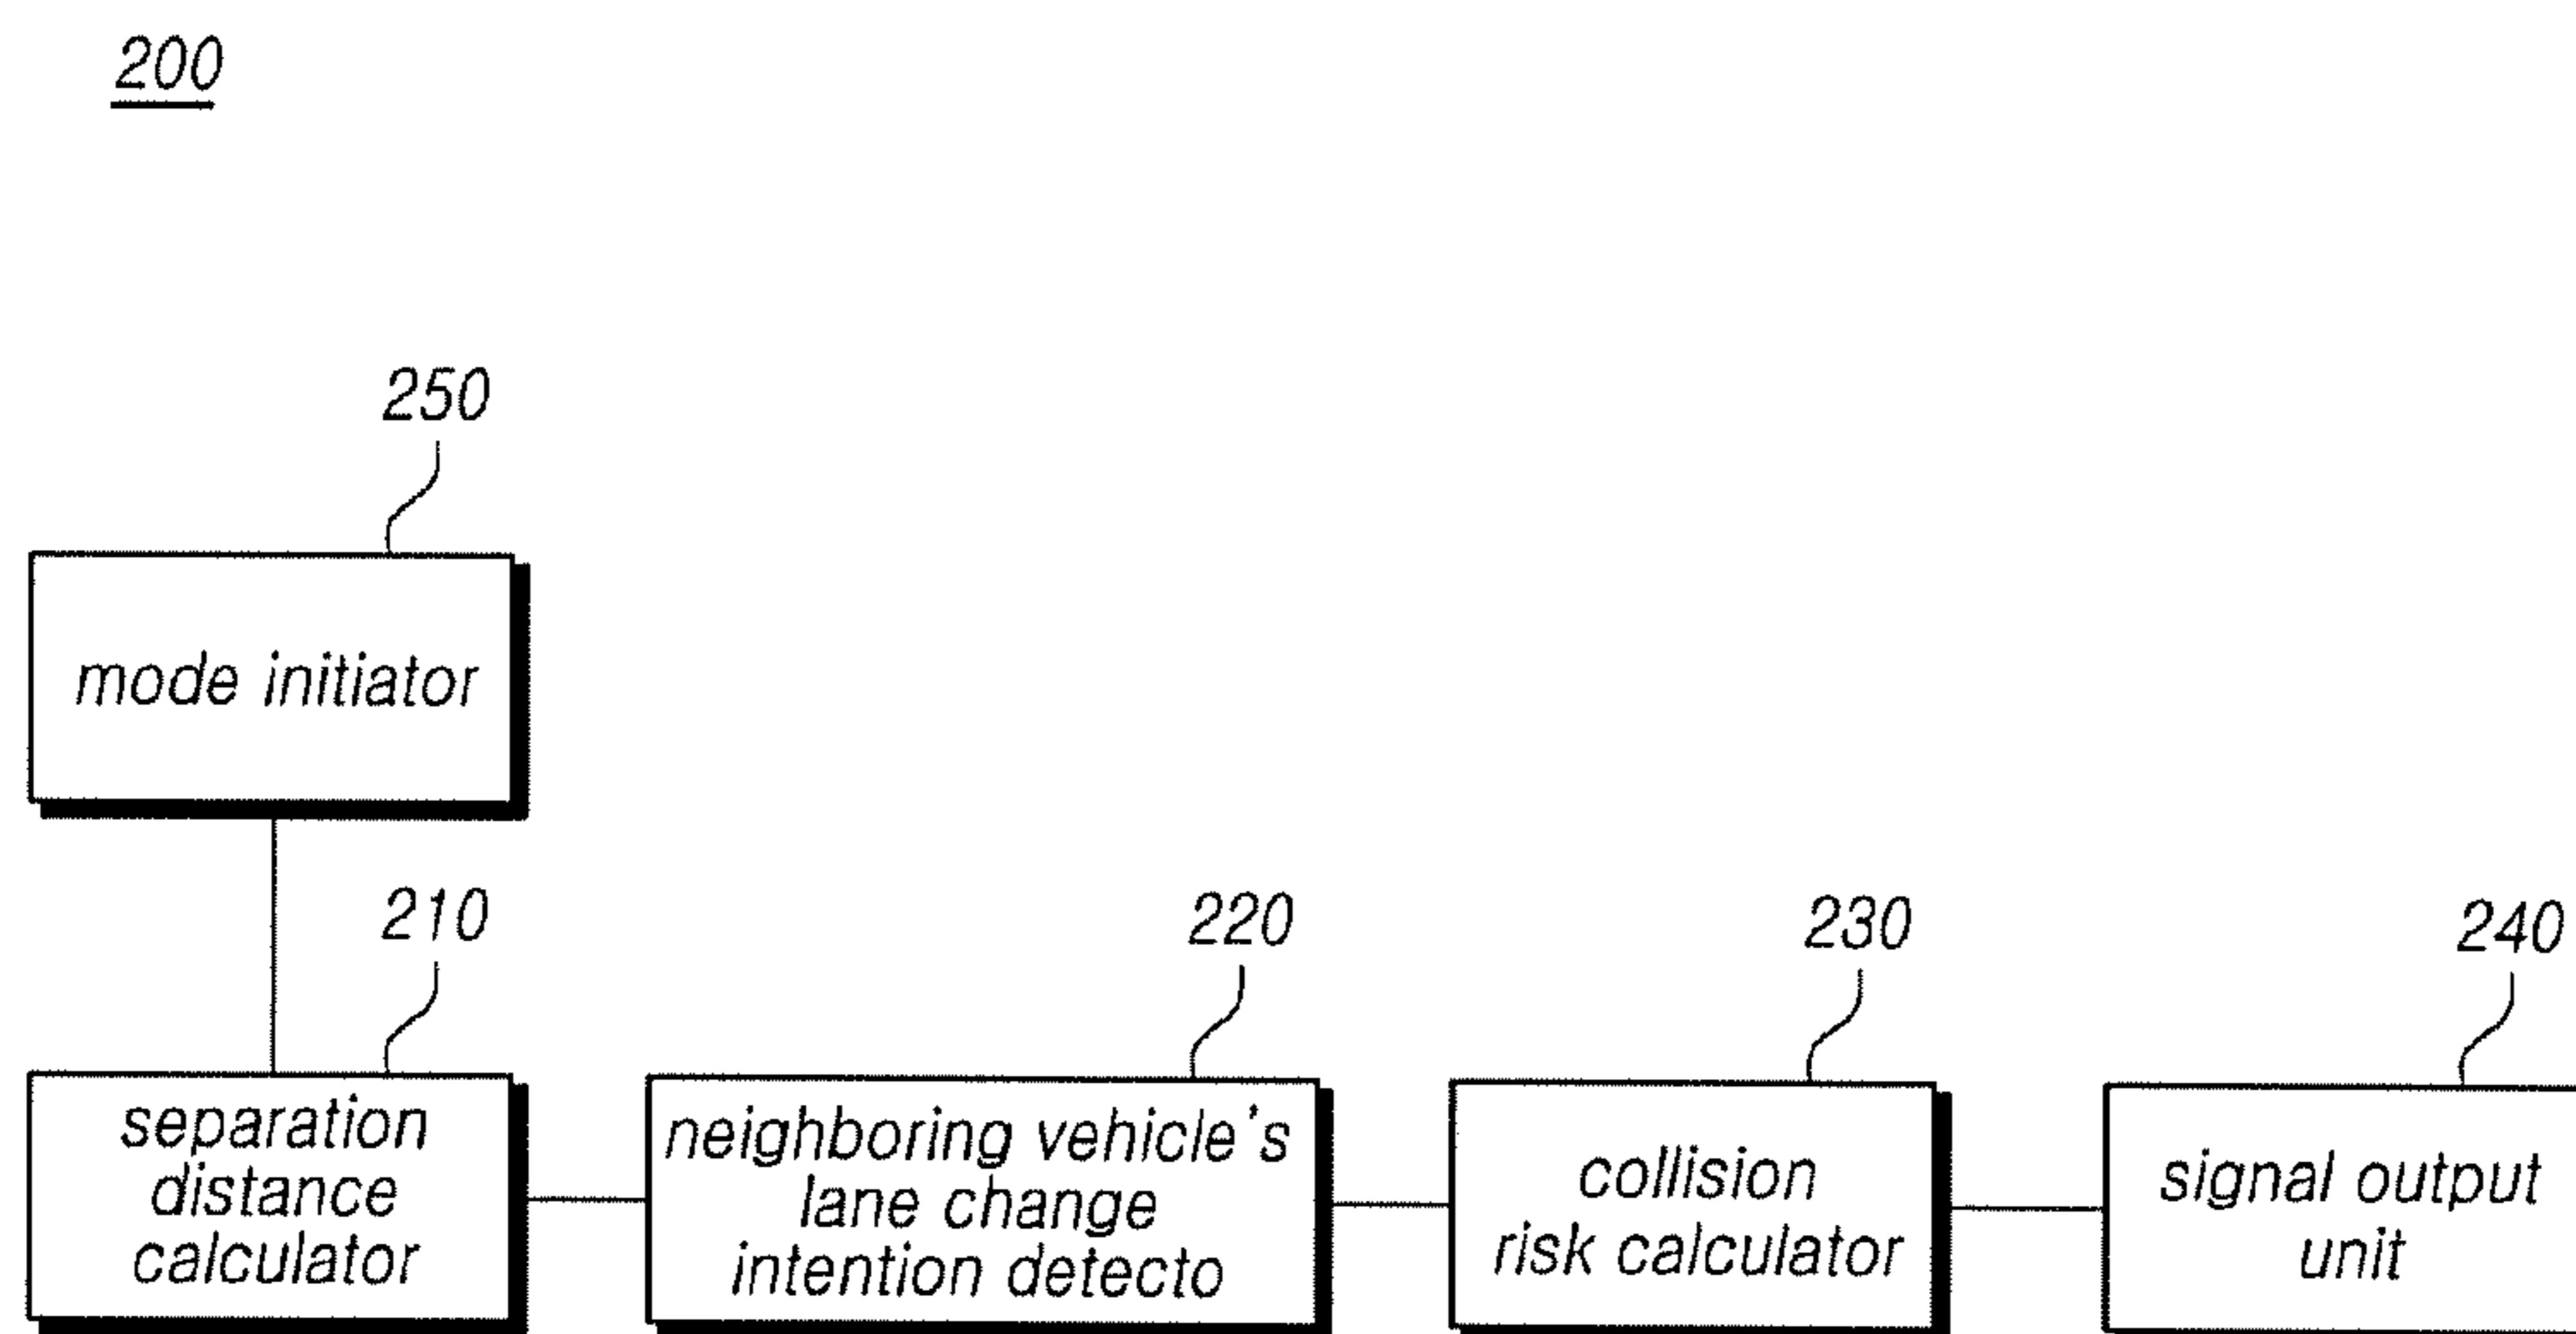 200
250
mode initiator
210
220
230
240
separation
distance
calculator
neighboring vehicle's
lane change
intention detecto
collision
risk calculator
signal output
unit